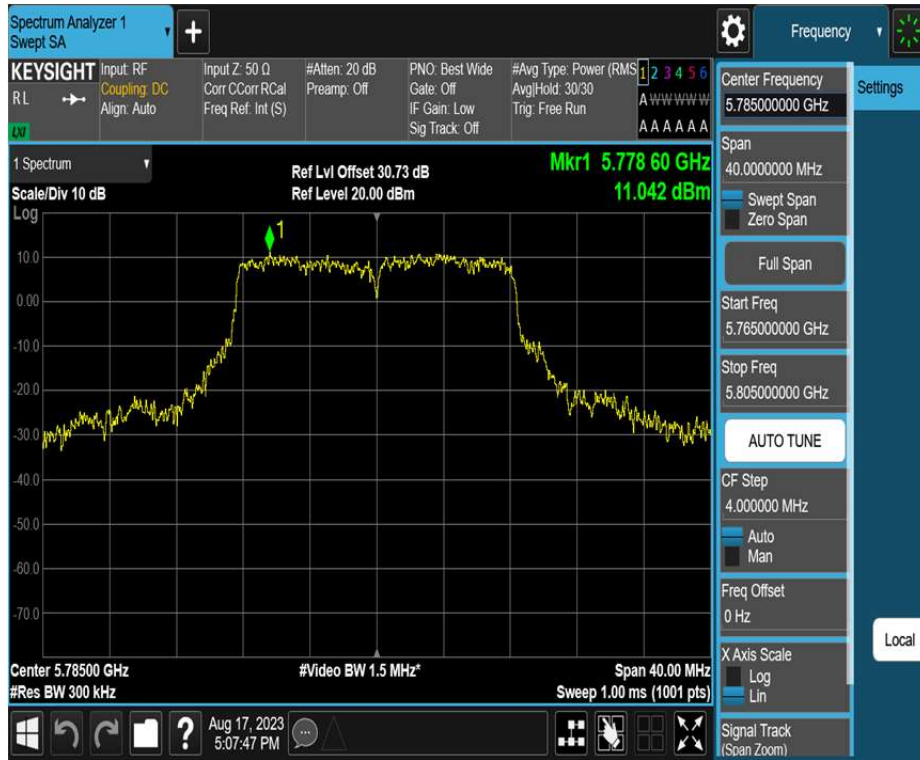 Spectrum Analyzer 1
Swept SA
+
Frequency
KEYSIGHT
RL
LXI
Input: RF
Coupling: DC
Align: Auto
Input Z: 50 Ω
Corr CCorr RCal
Freq Ref: Int (S)
#Atten: 20 dB
Preamp: Off
PNO: Best Wide
Gate: Off
IF Gain: Low
Sig Track: Off
#Avg Type: Power (RMS
Avg|Hold: 30/30
Trig: Free Run
1 2 3 4 5 6
A W W W W W
A A A A A A
1 Spectrum
Scale/Div 10 dB
Log
Ref Lvl Offset 30.73 dB
Ref Level 20.00 dBm
Mkr1 5.778 60 GHz
11.042 dBm
1
10.0
0.00
-10.0
-20.0
-30.0
-40.0
-50.0
-60.0
-70.0
Center 5.78500 GHz
#Res BW 300 kHz
#Video BW 1.5 MHz*
Span 40.00 MHz
Sweep 1.00 ms (1001 pts)
?
Aug 17, 2023
5:07:47 PM
Center Frequency
5.785000000 GHz
Settings
Span
40.0000000 MHz
Swept Span
Zero Span
Full Span
Start Freq
5.765000000 GHz
Stop Freq
5.805000000 GHz
AUTO TUNE
CF Step
4.000000 MHz
Auto
Man
Freq Offset
0 Hz
Local
X Axis Scale
Log
Lin
Signal Track
(Span Zoom)